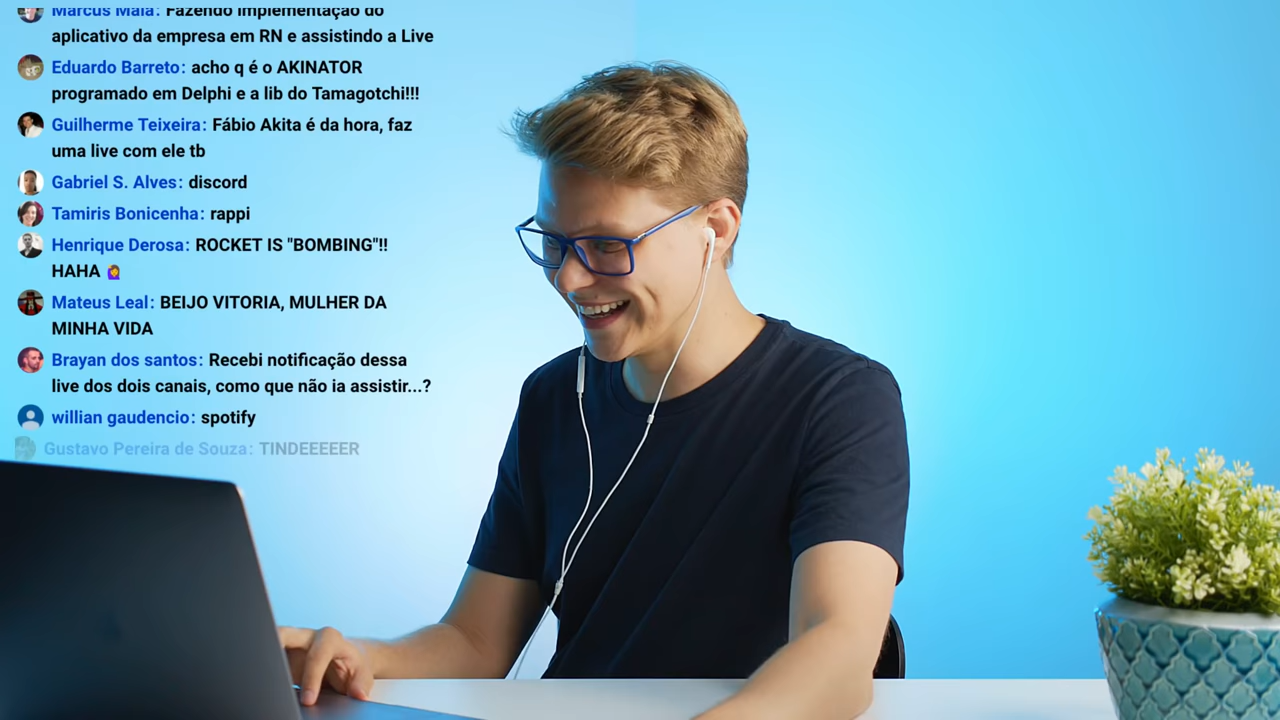 Marcus Maia: Fazendo implementação do
aplicativo da empresa em RN e assistindo a Live
Eduardo Barreto: acho q é o AKINATOR
programado em Delphi e a lib do Tamagotchi!!!
Guilherme Teixeira: Fábio Akita é da hora, faz
uma live com ele tb
Gabriel S. Alves: discord
Tamiris Bonicenha: rappi
Henrique Derosa: ROCKET IS "BOMBING"!!
HAHA 🙋‍♀️
Mateus Leal: BEIJO VITORIA, MULHER DA
MINHA VIDA
Brayan dos santos: Recebi notificação dessa
live dos dois canais, como que não ia assistir...?
willian gaudencio: spotify
Gustavo Pereira de Souza: TINDEEEEER